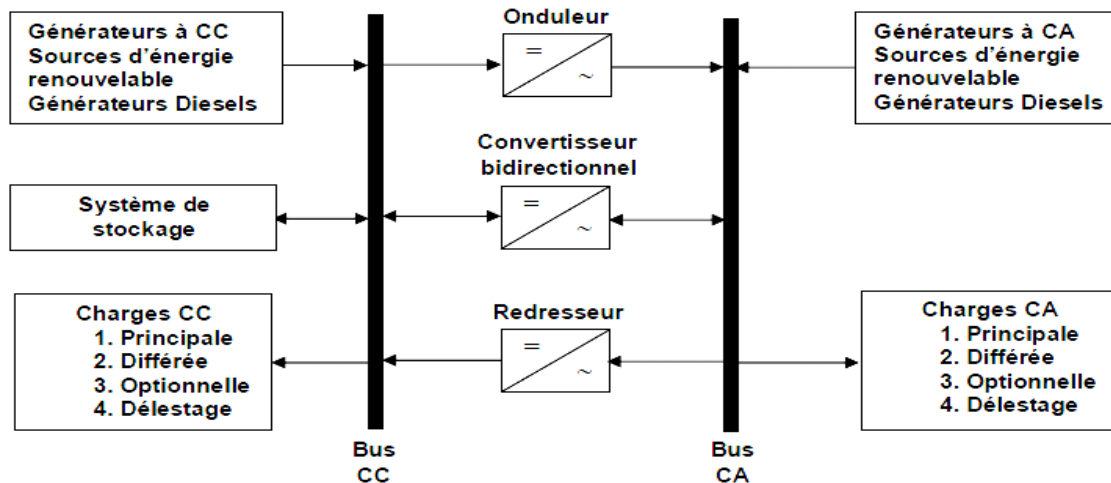 Générateurs à CC
Sources d'énergie
renouvelable
Générateurs Diesels
Onduleur
=
~
Générateurs à CA
Sources d'énergie
renouvelable
Générateurs Diesels
Système de
stockage
Convertisseur
bidirectionnel
=
~
Charges CC
1. Principale
2. Différée
3. Optionnelle
4. Délestage
Redresseur
=
~
Charges CA
1. Principale
2. Différée
3. Optionnelle
4. Délestage
Bus
CC
Bus
CA